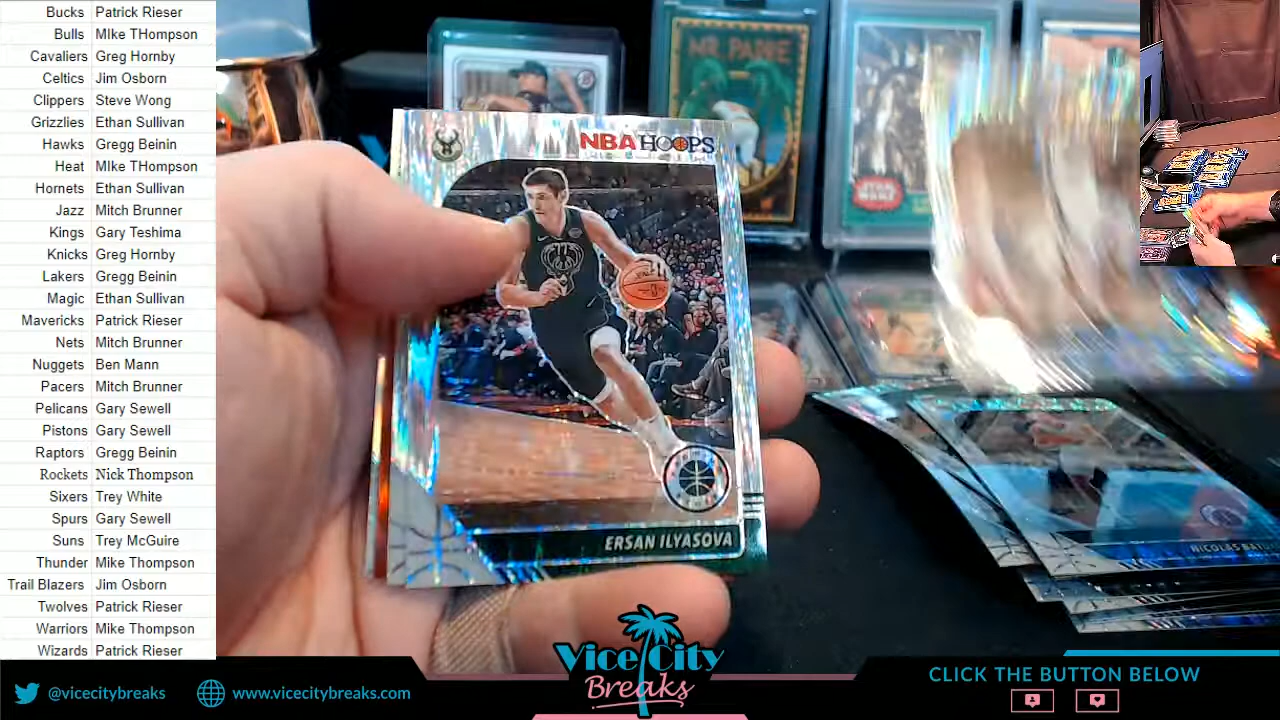 Bucks Patrick Rieser
Bulls MIke THompson
Cavaliers Greg Hornby
Celtics Jim Osborn
Clippers Steve Wong
Grizzlies Ethan Sullivan
Hawks Gregg Beinin
Heat MIke THompson
Hornets Ethan Sullivan
Jazz Mitch Brunner
Kings Gary Teshima
Knicks Greg Hornby
Lakers Gregg Beinin
Magic Ethan Sullivan
Mavericks Patrick Rieser
Nets Mitch Brunner
Nuggets Ben Mann
Pacers Mitch Brunner
Pelicans Gary Sewell
Pistons Gary Sewell
Raptors Gregg Beinin
Rockets Nick Thompson
Sixers Trey White
Spurs Gary Sewell
Suns Trey McGuire
Thunder Mike Thompson
Trail Blazers Jim Osborn
Twolves Patrick Rieser
Warriors Mike Thompson
Wizards Patrick Rieser
MR. PADRE
STAR WARS
NBA HOOPS
ERSAN ILYASOVA
NICOLAS
Vice City
Breaks
@vicecitybreaks
www.vicecitybreaks.com
CLICK THE BUTTON BELOW